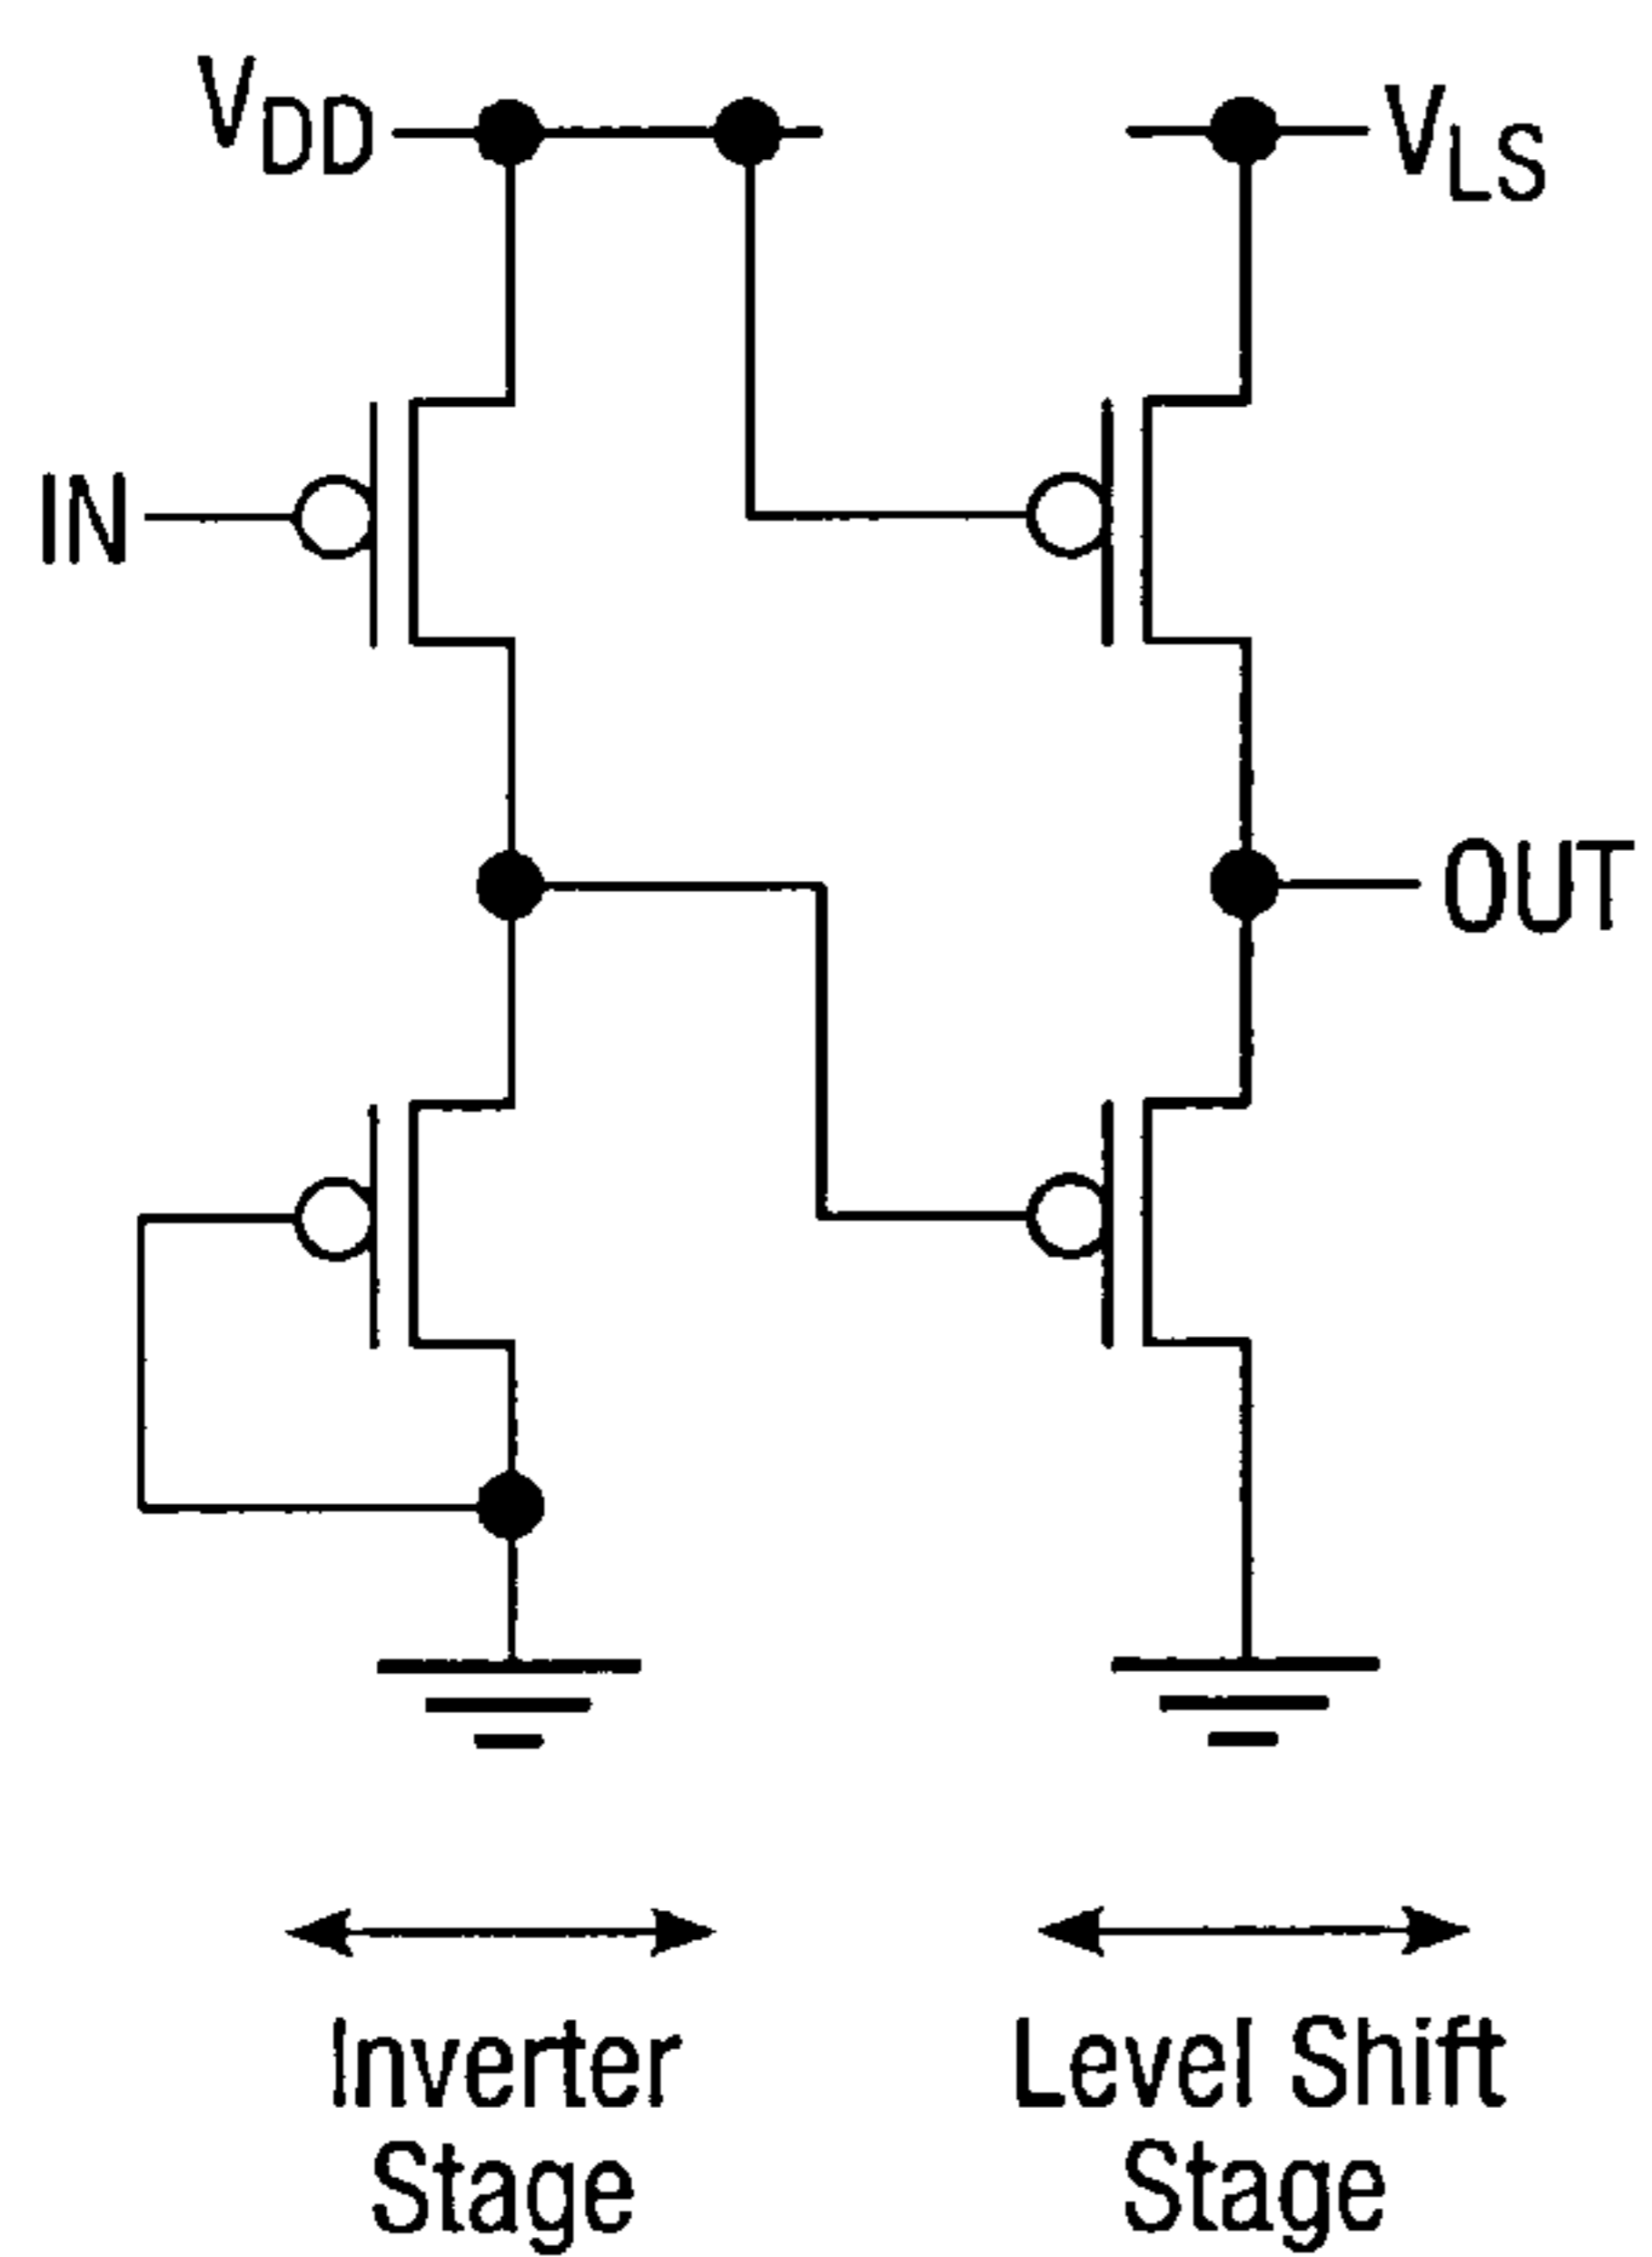 VDD
VLS
IN
OUT
Inverter
Stage
Level Shift
Stage